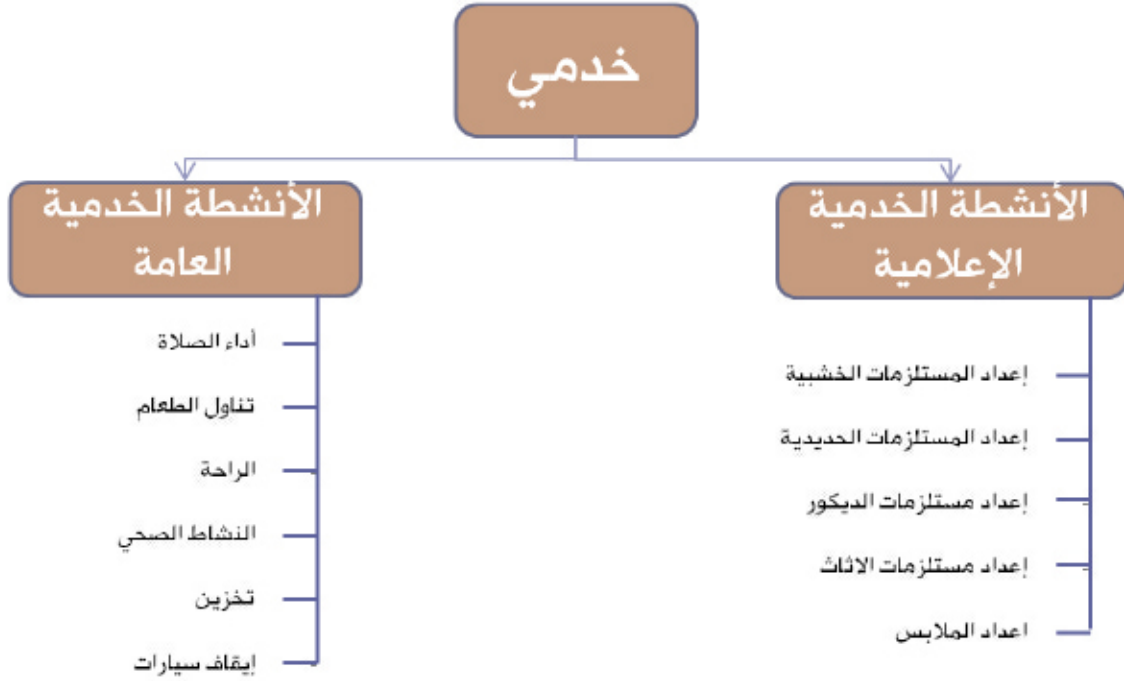 خدمي
الأنشطة الخدمية
الإعلامية
إعداد المستلزمات الخشبية
إعداد المستلزمات الحديدية
إعداد مستلزمات الديكور
إعداد مستلزمات الاثاث
اعداد الملابس
الأنشطة الخدمية
العامة
أداء الصلاة
تناول الطعام
الراحة
النشاط الصحي
تخزين
إيقاف سيارات